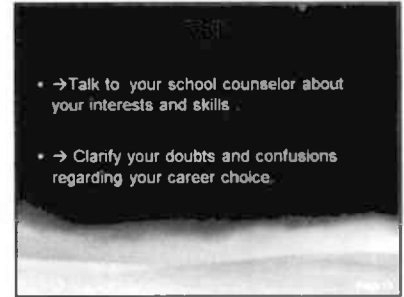 • →Talk to your school counselor about
your interests and skills .
• → Clarify your doubts and confusions
regarding your career choice